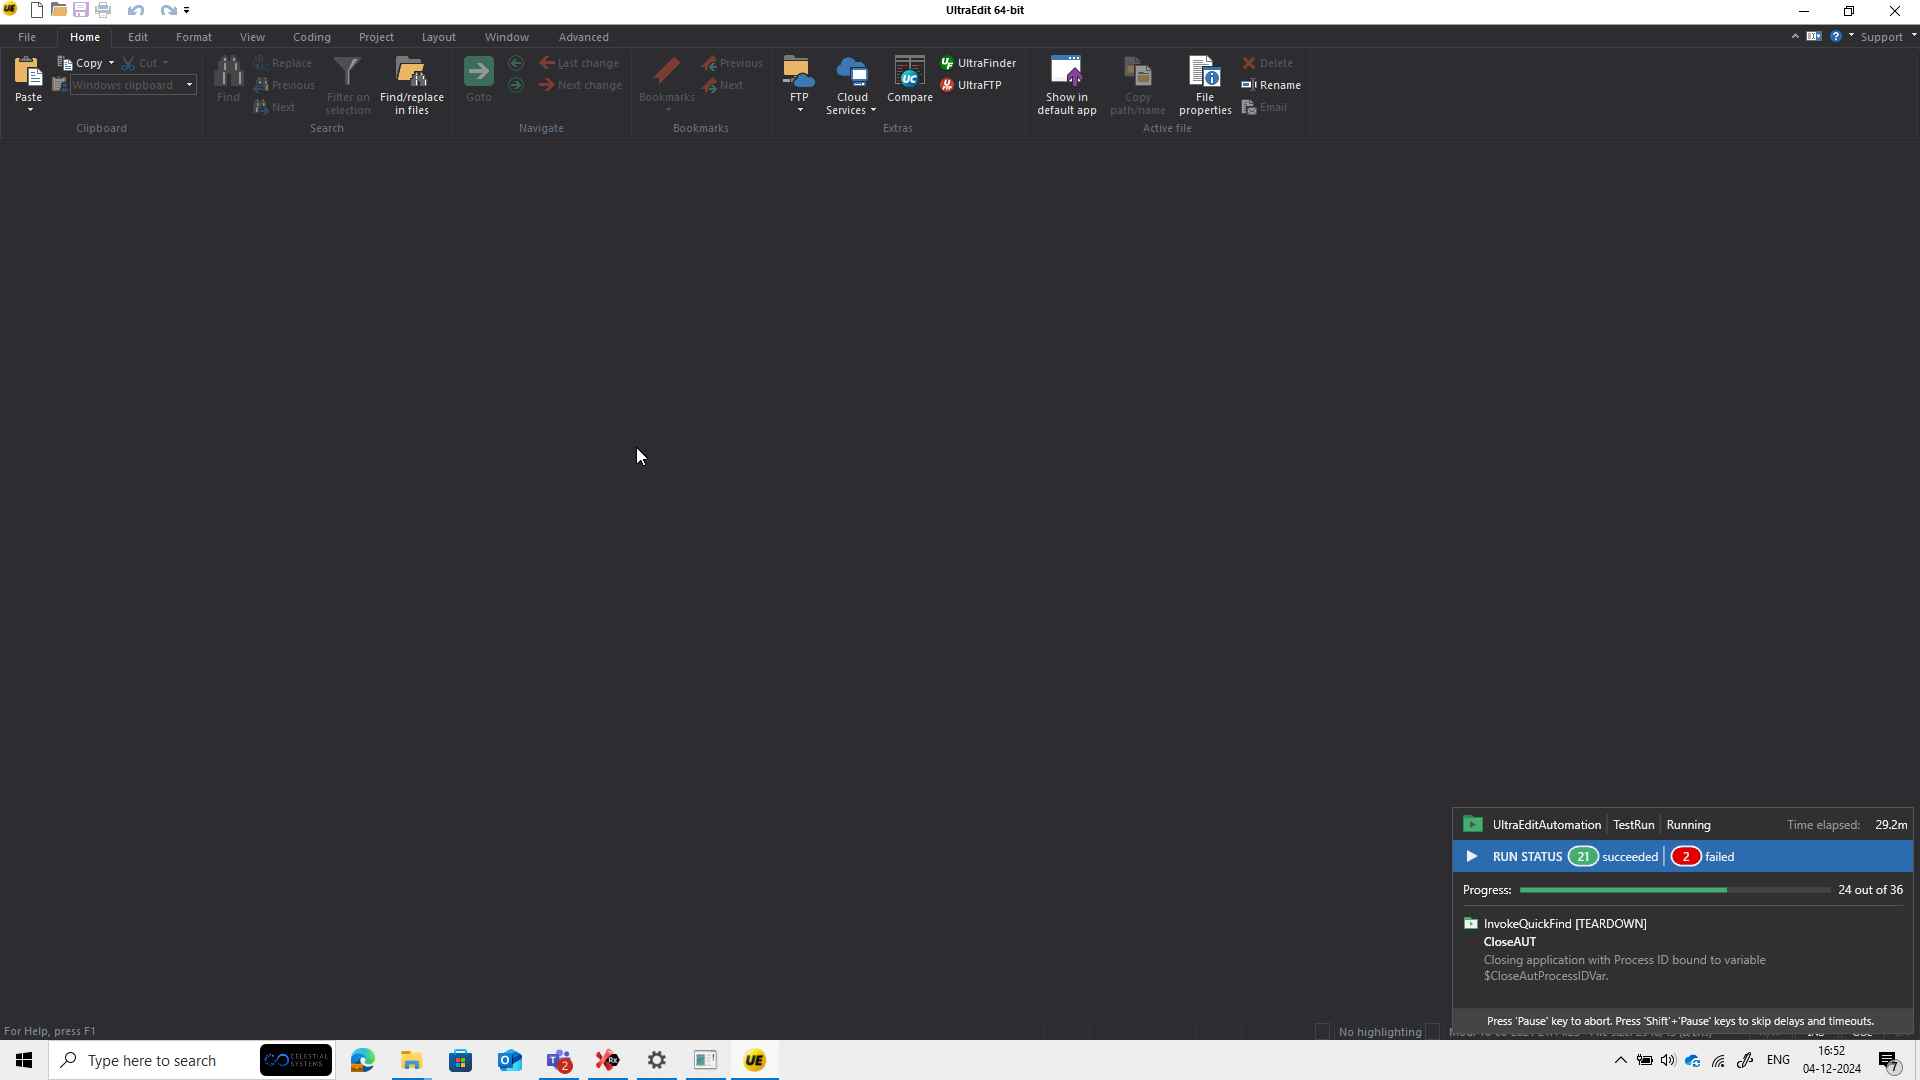 UltraEdit 64-bit
File Home Edit Format View Coding Project Layout Window Advanced Support
Paste
Copy
Cut
Windows clipboard
Clipboard
Find
Replace
Previous
Next
Filter on
selection
Find/replace
in files
Search
Goto
Last change
Next change
Navigate
Bookmarks
Previous
Next
Bookmarks
FTP
Cloud
Services
Compare
UltraFinder
UltraFTP
Extras
Show in
default app
Copy
path/name
File
properties
Delete
Rename
Email
Active file
UltraEditAutomation TestRun Running Time elapsed: 29.2m
RUN STATUS 21 succeeded 2 failed
Progress: 24 out of 36
InvokeQuickFind [TEARDOWN]
CloseAUT
Closing application with Process ID bound to variable
$CloseAutProcessIDVar.
Press 'Pause' key to abort. Press 'Shift'+'Pause' keys to skip delays and timeouts.
For Help, press F1
No highlighting
Type here to search
CELESTIAL
SYSTEMS
2
UE
ENG
16:52
04-12-2024
7